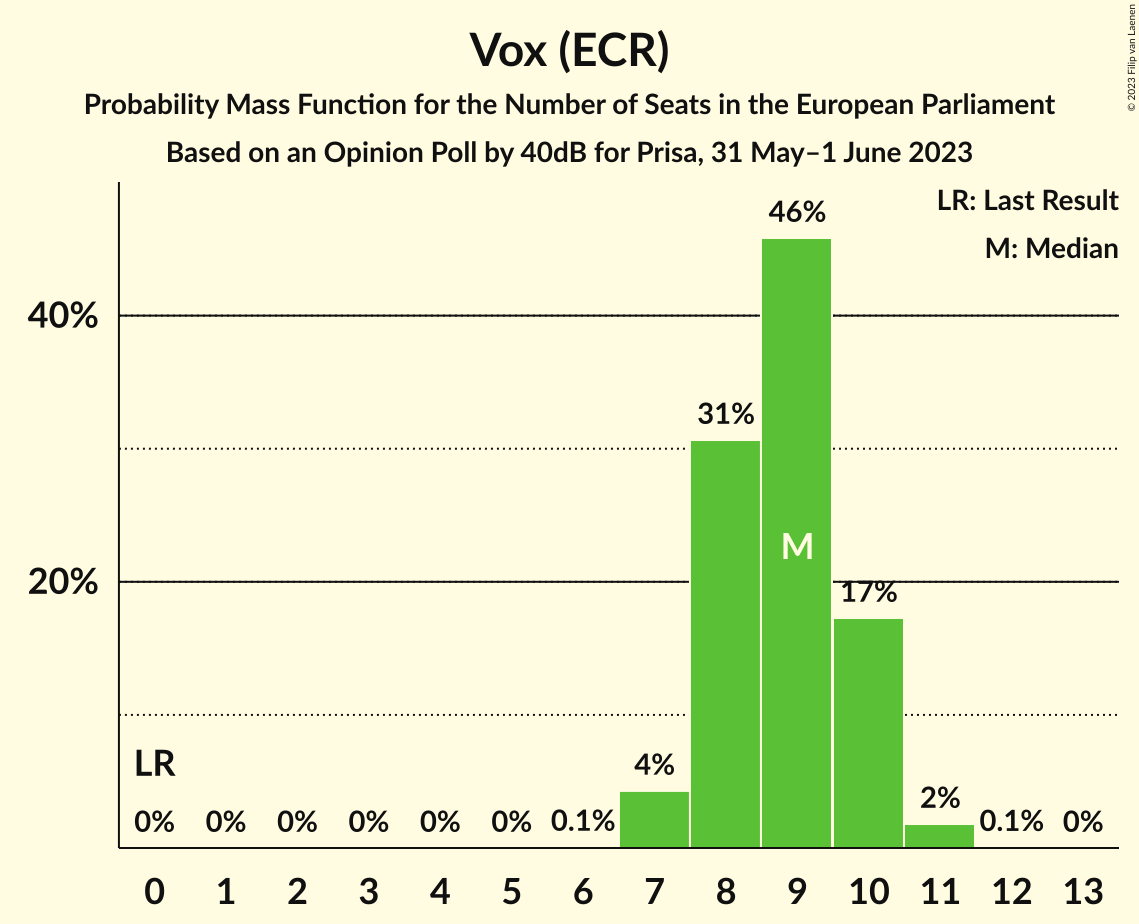 Vox (ECR)
Probability Mass Function for the Number of Seats in the European Parliament
Based on an Opinion Poll by 40dB for Prisa, 31 May–1 June 2023
© 2023 Filip van Laenen
LR: Last Result
M: Median
46%
40%
31%
M
20%
17%
LR
4%
2%
0% 0% 0% 0% 0% 0% 0.1% 0.1% 0%
0 1 2 3 4 5 6 7 8 9 10 11 12 13